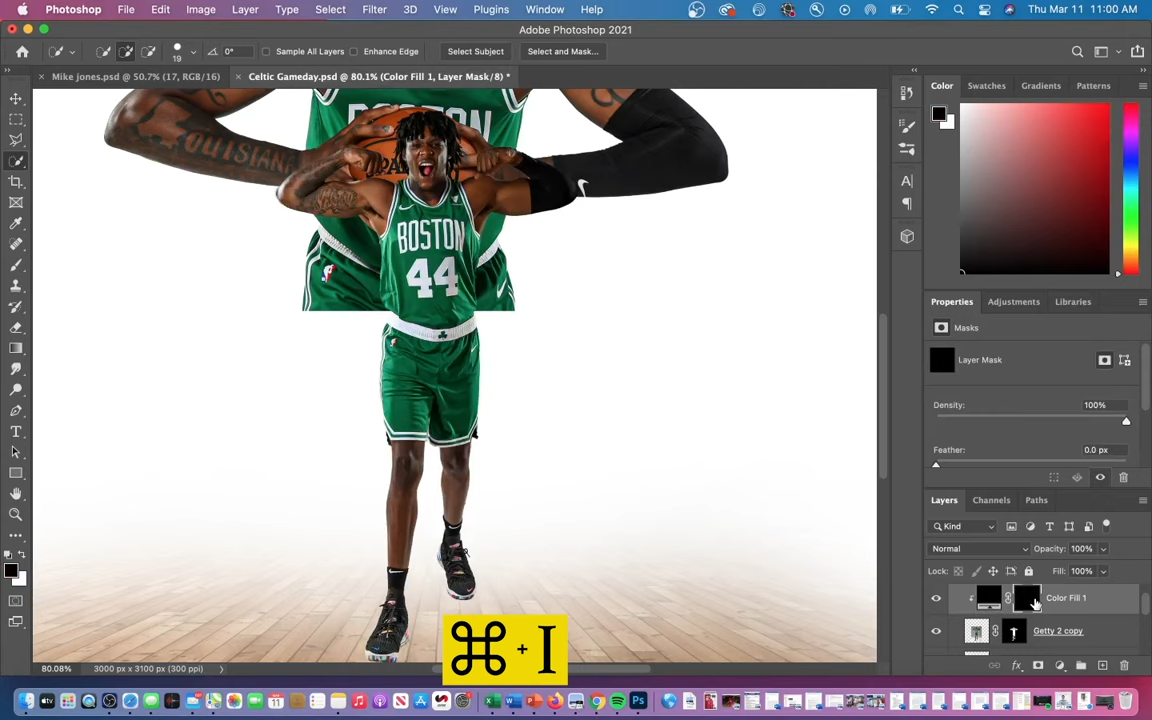 Photoshop File Edit Image Layer Type Select Filter 3D View Plugins Window Help Thu Mar 11 11:00 AM
Adobe Photoshop 2021
19 0° Sample All Layers Enhance Edge Select Subject Select and Mask...
Mike jones.psd @ 50.7% (17, RGB/16) Celtic Gameday.psd @ 80.1% (Color Fill 1, Layer Mask/8) *
Color Swatches Gradients Patterns
LOUISIANA
BOSTON
44
Properties Adjustments Libraries
Masks
Layer Mask
Density: 100%
Feather: 0.0 px
Layers Channels Paths
Kind
Normal Opacity: 100%
Lock: Fill: 100%
Color Fill 1
Getty 2 copy
⌘ + I
80.08% 3000 px x 3100 px (300 ppi)